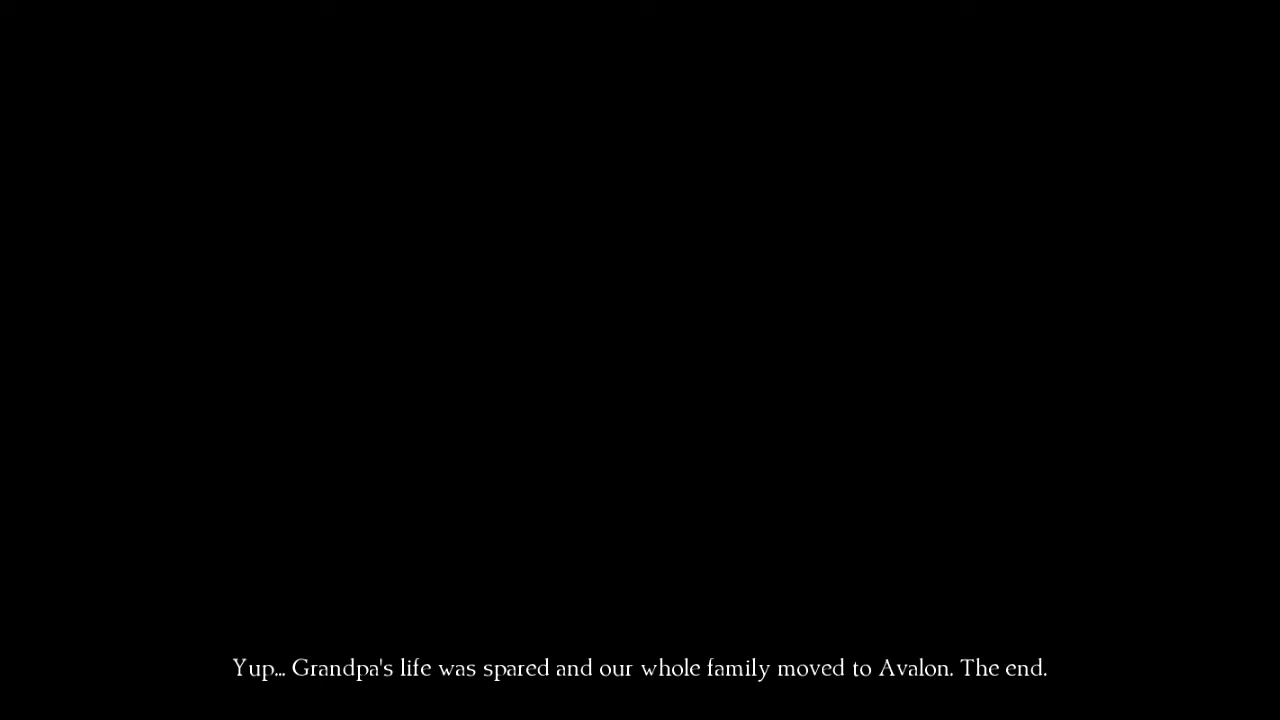 Yup... Grandpa's life was spared and our whole family moved to Avalon. The end.